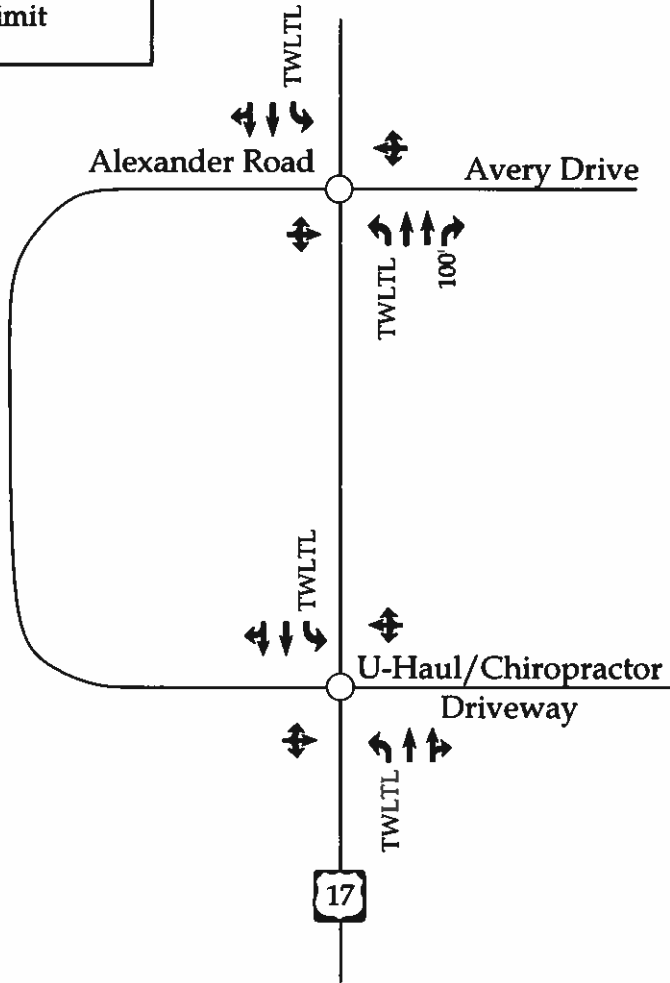 imit
TWLTL
Alexander Road
Avery Drive
TWLTL
100'
TWLTL
U-Haul/Chiropractor
Driveway
TWLTL
17